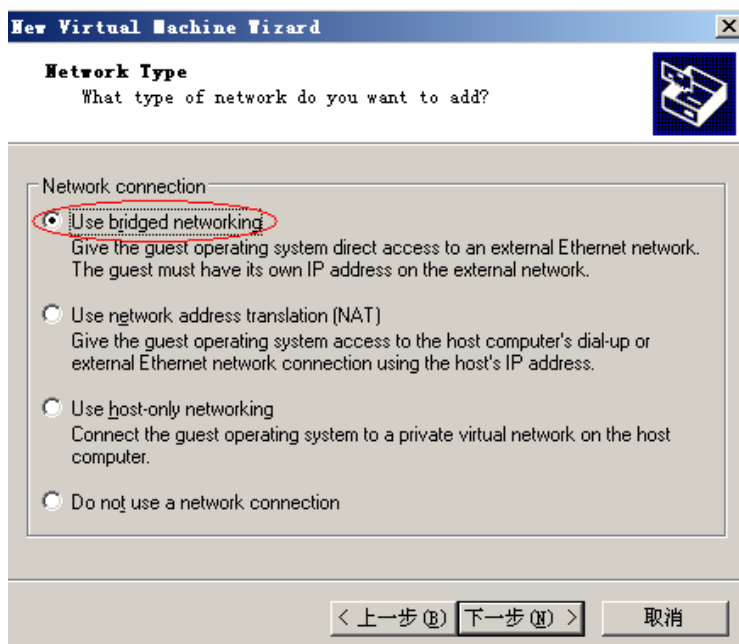 New Virtual Machine Wizard
Network Type
What type of network do you want to add?
Network connection
Use bridged networking
Give the guest operating system direct access to an external Ethernet network.
The guest must have its own IP address on the external network.
Use network address translation (NAT)
Give the guest operating system access to the host computer's dial-up or
external Ethernet network connection using the host's IP address.
Use host-only networking
Connect the guest operating system to a private virtual network on the host
computer.
Do not use a network connection
< 上一步(B) 下一步(N) > 取消